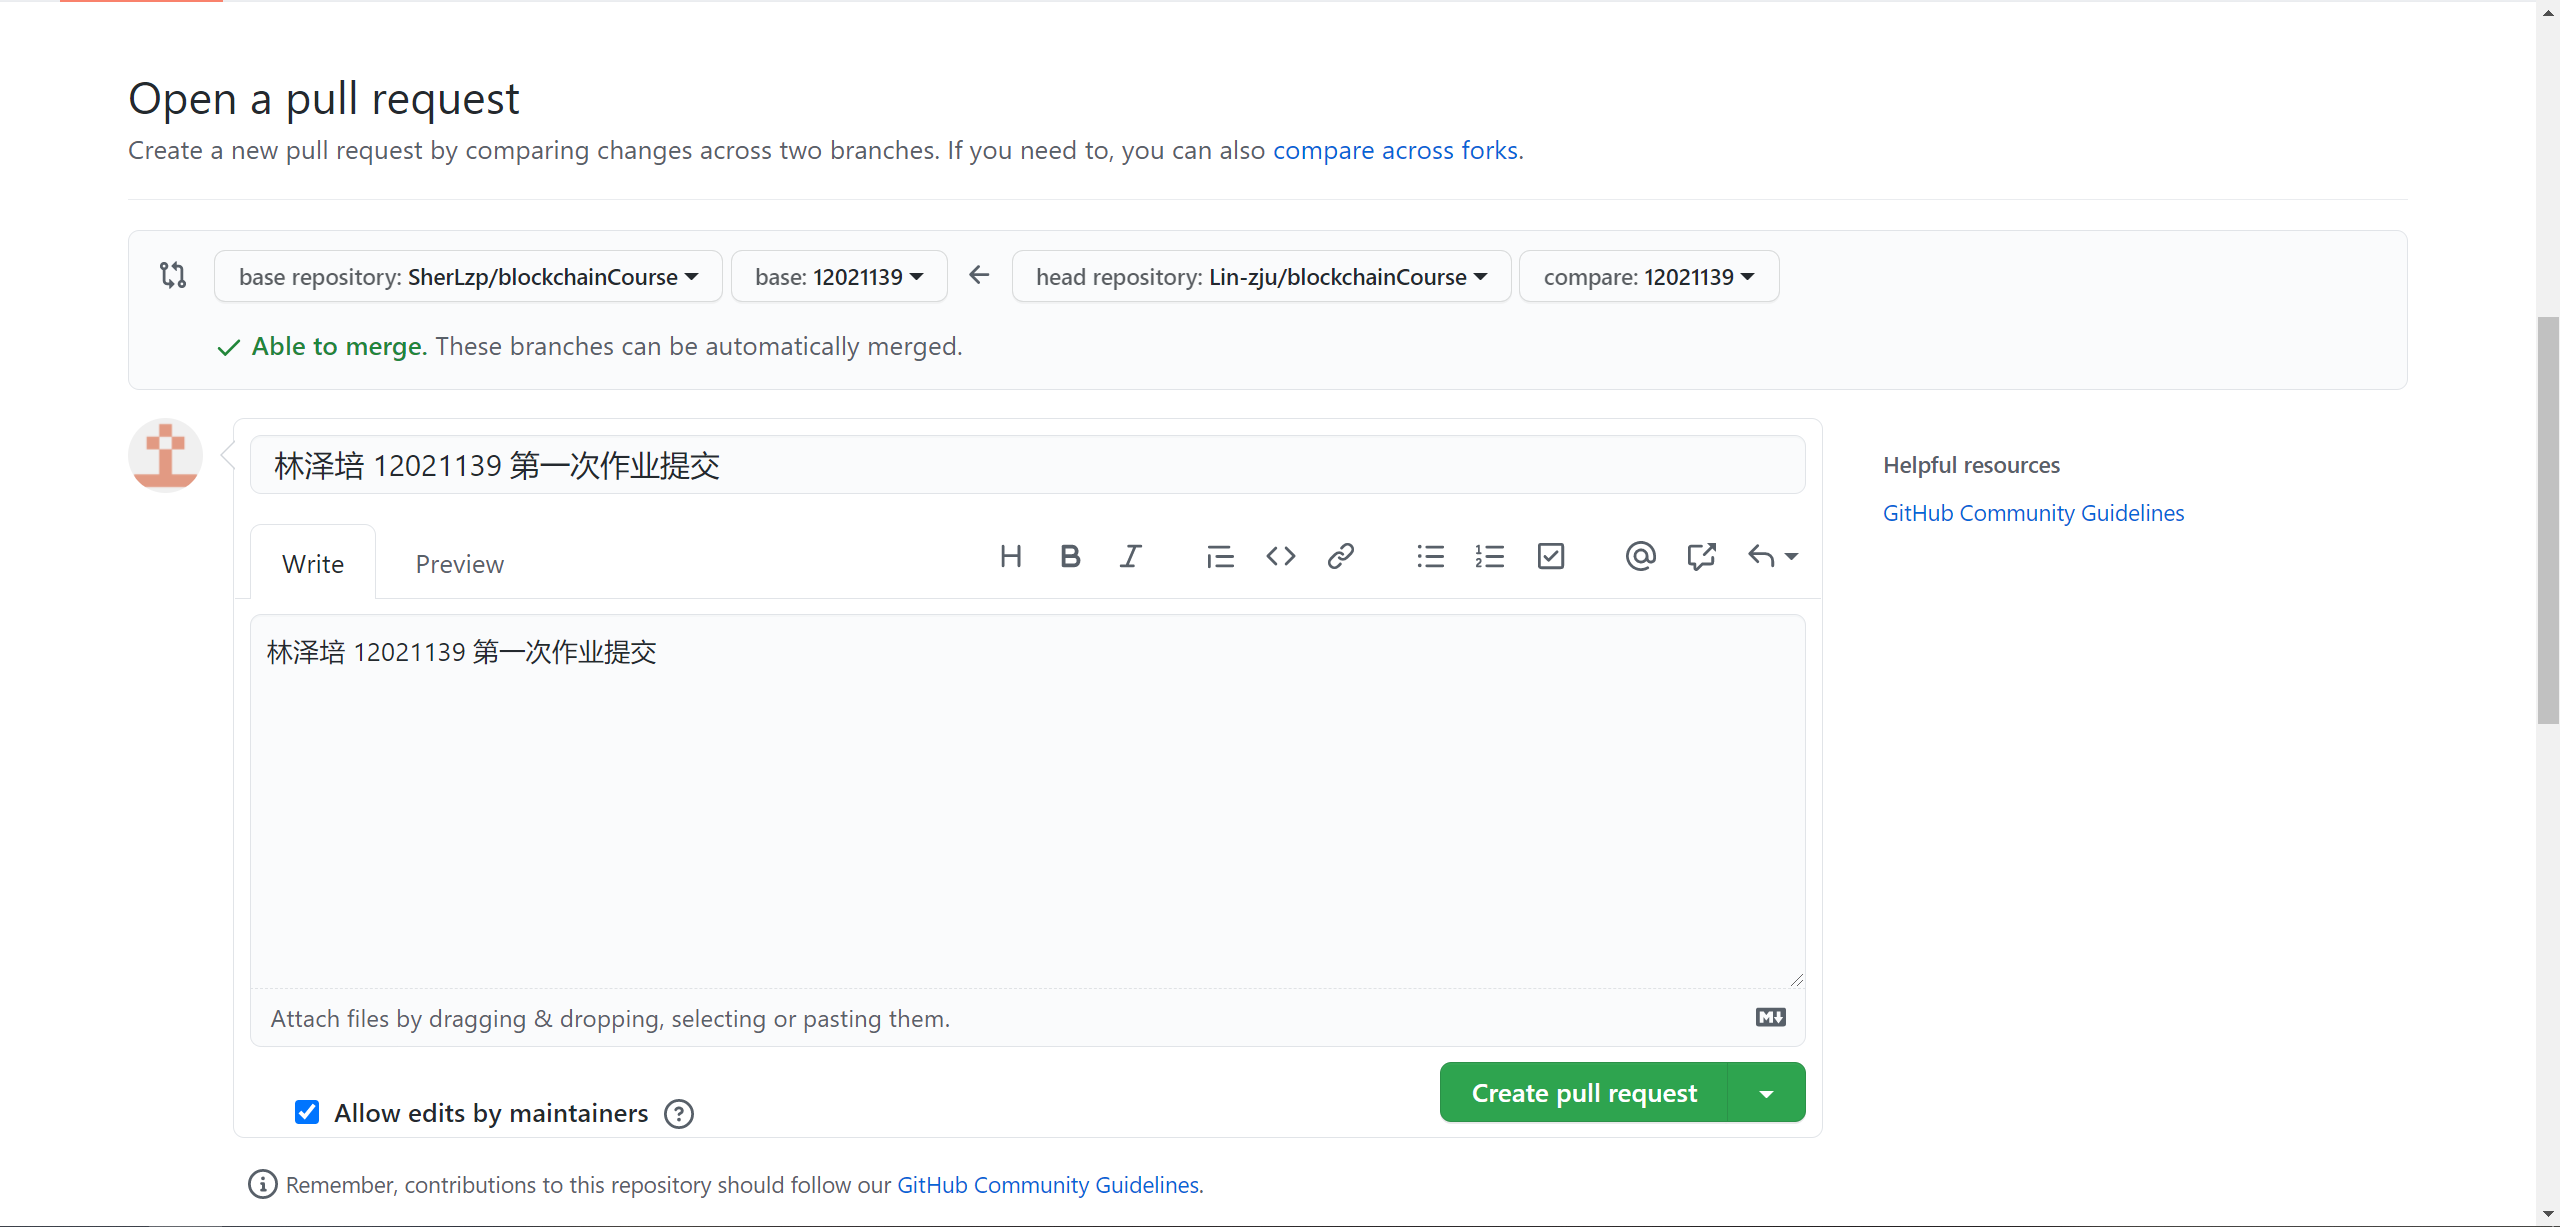 Open a pull request
Create a new pull request by comparing changes across two branches. If you need to, you can also compare across forks.
base repository: SherLzp/blockchainCourse base: 12021139 head repository: Lin-zju/blockchainCourse compare: 12021139
Able to merge. These branches can be automatically merged.
林泽培 12021139 第一次作业提交
Helpful resources
GitHub Community Guidelines
Write Preview
林泽培 12021139 第一次作业提交
Attach files by dragging & dropping, selecting or pasting them.
Allow edits by maintainers
Create pull request
Remember, contributions to this repository should follow our GitHub Community Guidelines.